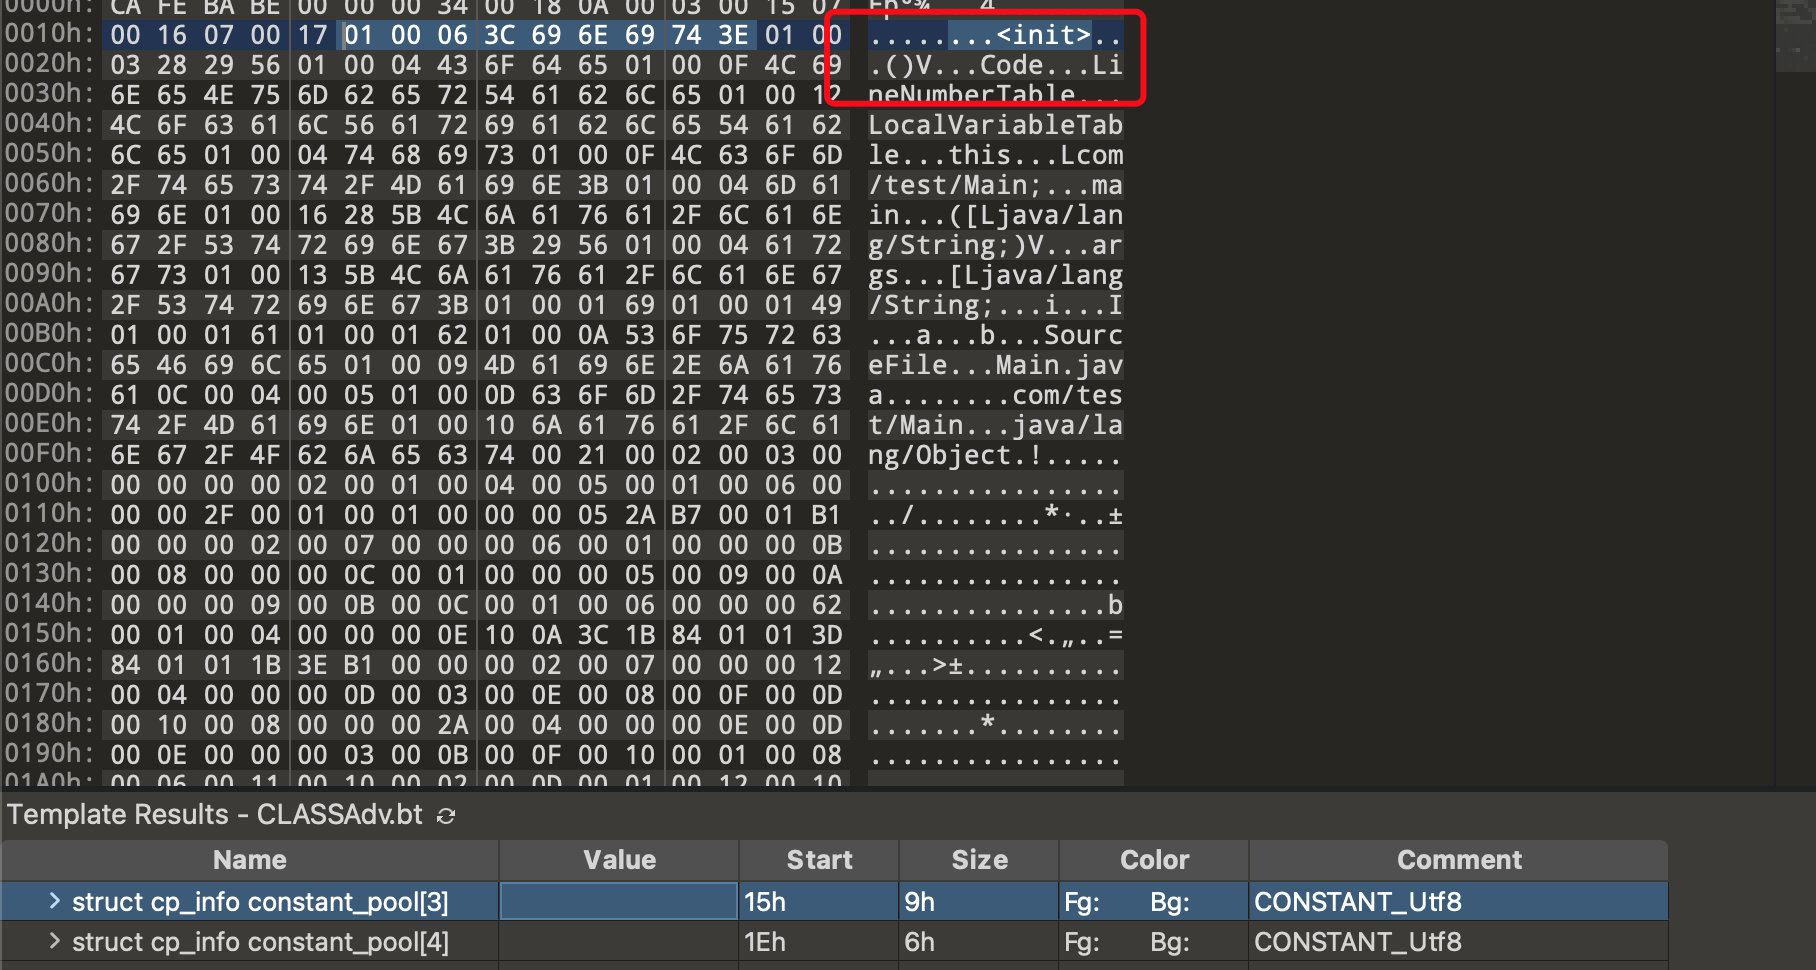 0000h: CA FE BA BE 00 00 00 34 00 18 0A 00 03 00 15 07 Êþº¾...4........
0010h: 00 16 07 00 17 01 00 06 3C 69 6E 69 74 3E 01 00 ........<init>..
0020h: 03 28 29 56 01 00 04 43 6F 64 65 01 00 0F 4C 69 .()V...Code...Li
0030h: 6E 65 4E 75 6D 62 65 72 54 61 62 6C 65 01 00 12 neNumberTable...
0040h: 4C 6F 63 61 6C 56 61 72 69 61 62 6C 65 54 61 62 LocalVariableTab
0050h: 6C 65 01 00 04 74 68 69 73 01 00 0F 4C 63 6F 6D le...this...Lcom
0060h: 2F 74 65 73 74 2F 4D 61 69 6E 3B 01 00 04 6D 61 /test/Main;...ma
0070h: 69 6E 01 00 16 28 5B 4C 6A 61 76 61 2F 6C 61 6E in...([Ljava/lan
0080h: 67 2F 53 74 72 69 6E 67 3B 29 56 01 00 04 61 72 g/String;)V...ar
0090h: 67 73 01 00 13 5B 4C 6A 61 76 61 2F 6C 61 6E 67 gs...[Ljava/lang
00A0h: 2F 53 74 72 69 6E 67 3B 01 00 01 69 01 00 01 49 /String;...i...I
00B0h: 01 00 01 61 01 00 01 62 01 00 0A 53 6F 75 72 63 ...a...b...Sourc
00C0h: 65 46 69 6C 65 01 00 09 4D 61 69 6E 2E 6A 61 76 eFile...Main.jav
00D0h: 61 0C 00 04 00 05 01 00 0D 63 6F 6D 2F 74 65 73 a........com/tes
00E0h: 74 2F 4D 61 69 6E 01 00 10 6A 61 76 61 2F 6C 61 t/Main...java/la
00F0h: 6E 67 2F 4F 62 6A 65 63 74 00 21 00 02 00 03 00 ng/Object.!.....
0100h: 00 00 00 00 02 00 01 00 04 00 05 00 01 00 06 00 ................
0110h: 00 00 2F 00 01 00 01 00 00 00 05 2A B7 00 01 B1 ../........*·..±
0120h: 00 00 00 02 00 07 00 00 00 06 00 01 00 00 00 0B ................
0130h: 00 08 00 00 00 0C 00 01 00 00 00 05 00 09 00 0A ................
0140h: 00 00 00 09 00 0B 00 0C 00 01 00 06 00 00 00 62 ...............b
0150h: 00 01 00 04 00 00 00 0E 10 0A 3C 1B 84 01 01 3D ..........<.„..=
0160h: 84 01 01 1B 3E B1 00 00 00 02 00 07 00 00 00 12 „...>±..........
0170h: 00 04 00 00 00 0D 00 03 00 0E 00 08 00 0F 00 0D ................
0180h: 00 10 00 08 00 00 00 2A 00 04 00 00 00 0E 00 0D .......*........
0190h: 00 0E 00 00 00 03 00 0B 00 0F 00 10 00 01 00 08 ................
01A0h: 00 06 00 11 00 10 00 02 00 0D 00 01 00 12 00 10
Template Results - CLASSAdv.bt
Name Value Start Size Color Comment
struct cp_info constant_pool[3] 15h 9h Fg: Bg: CONSTANT_Utf8
struct cp_info constant_pool[4] 1Eh 6h Fg: Bg: CONSTANT_Utf8